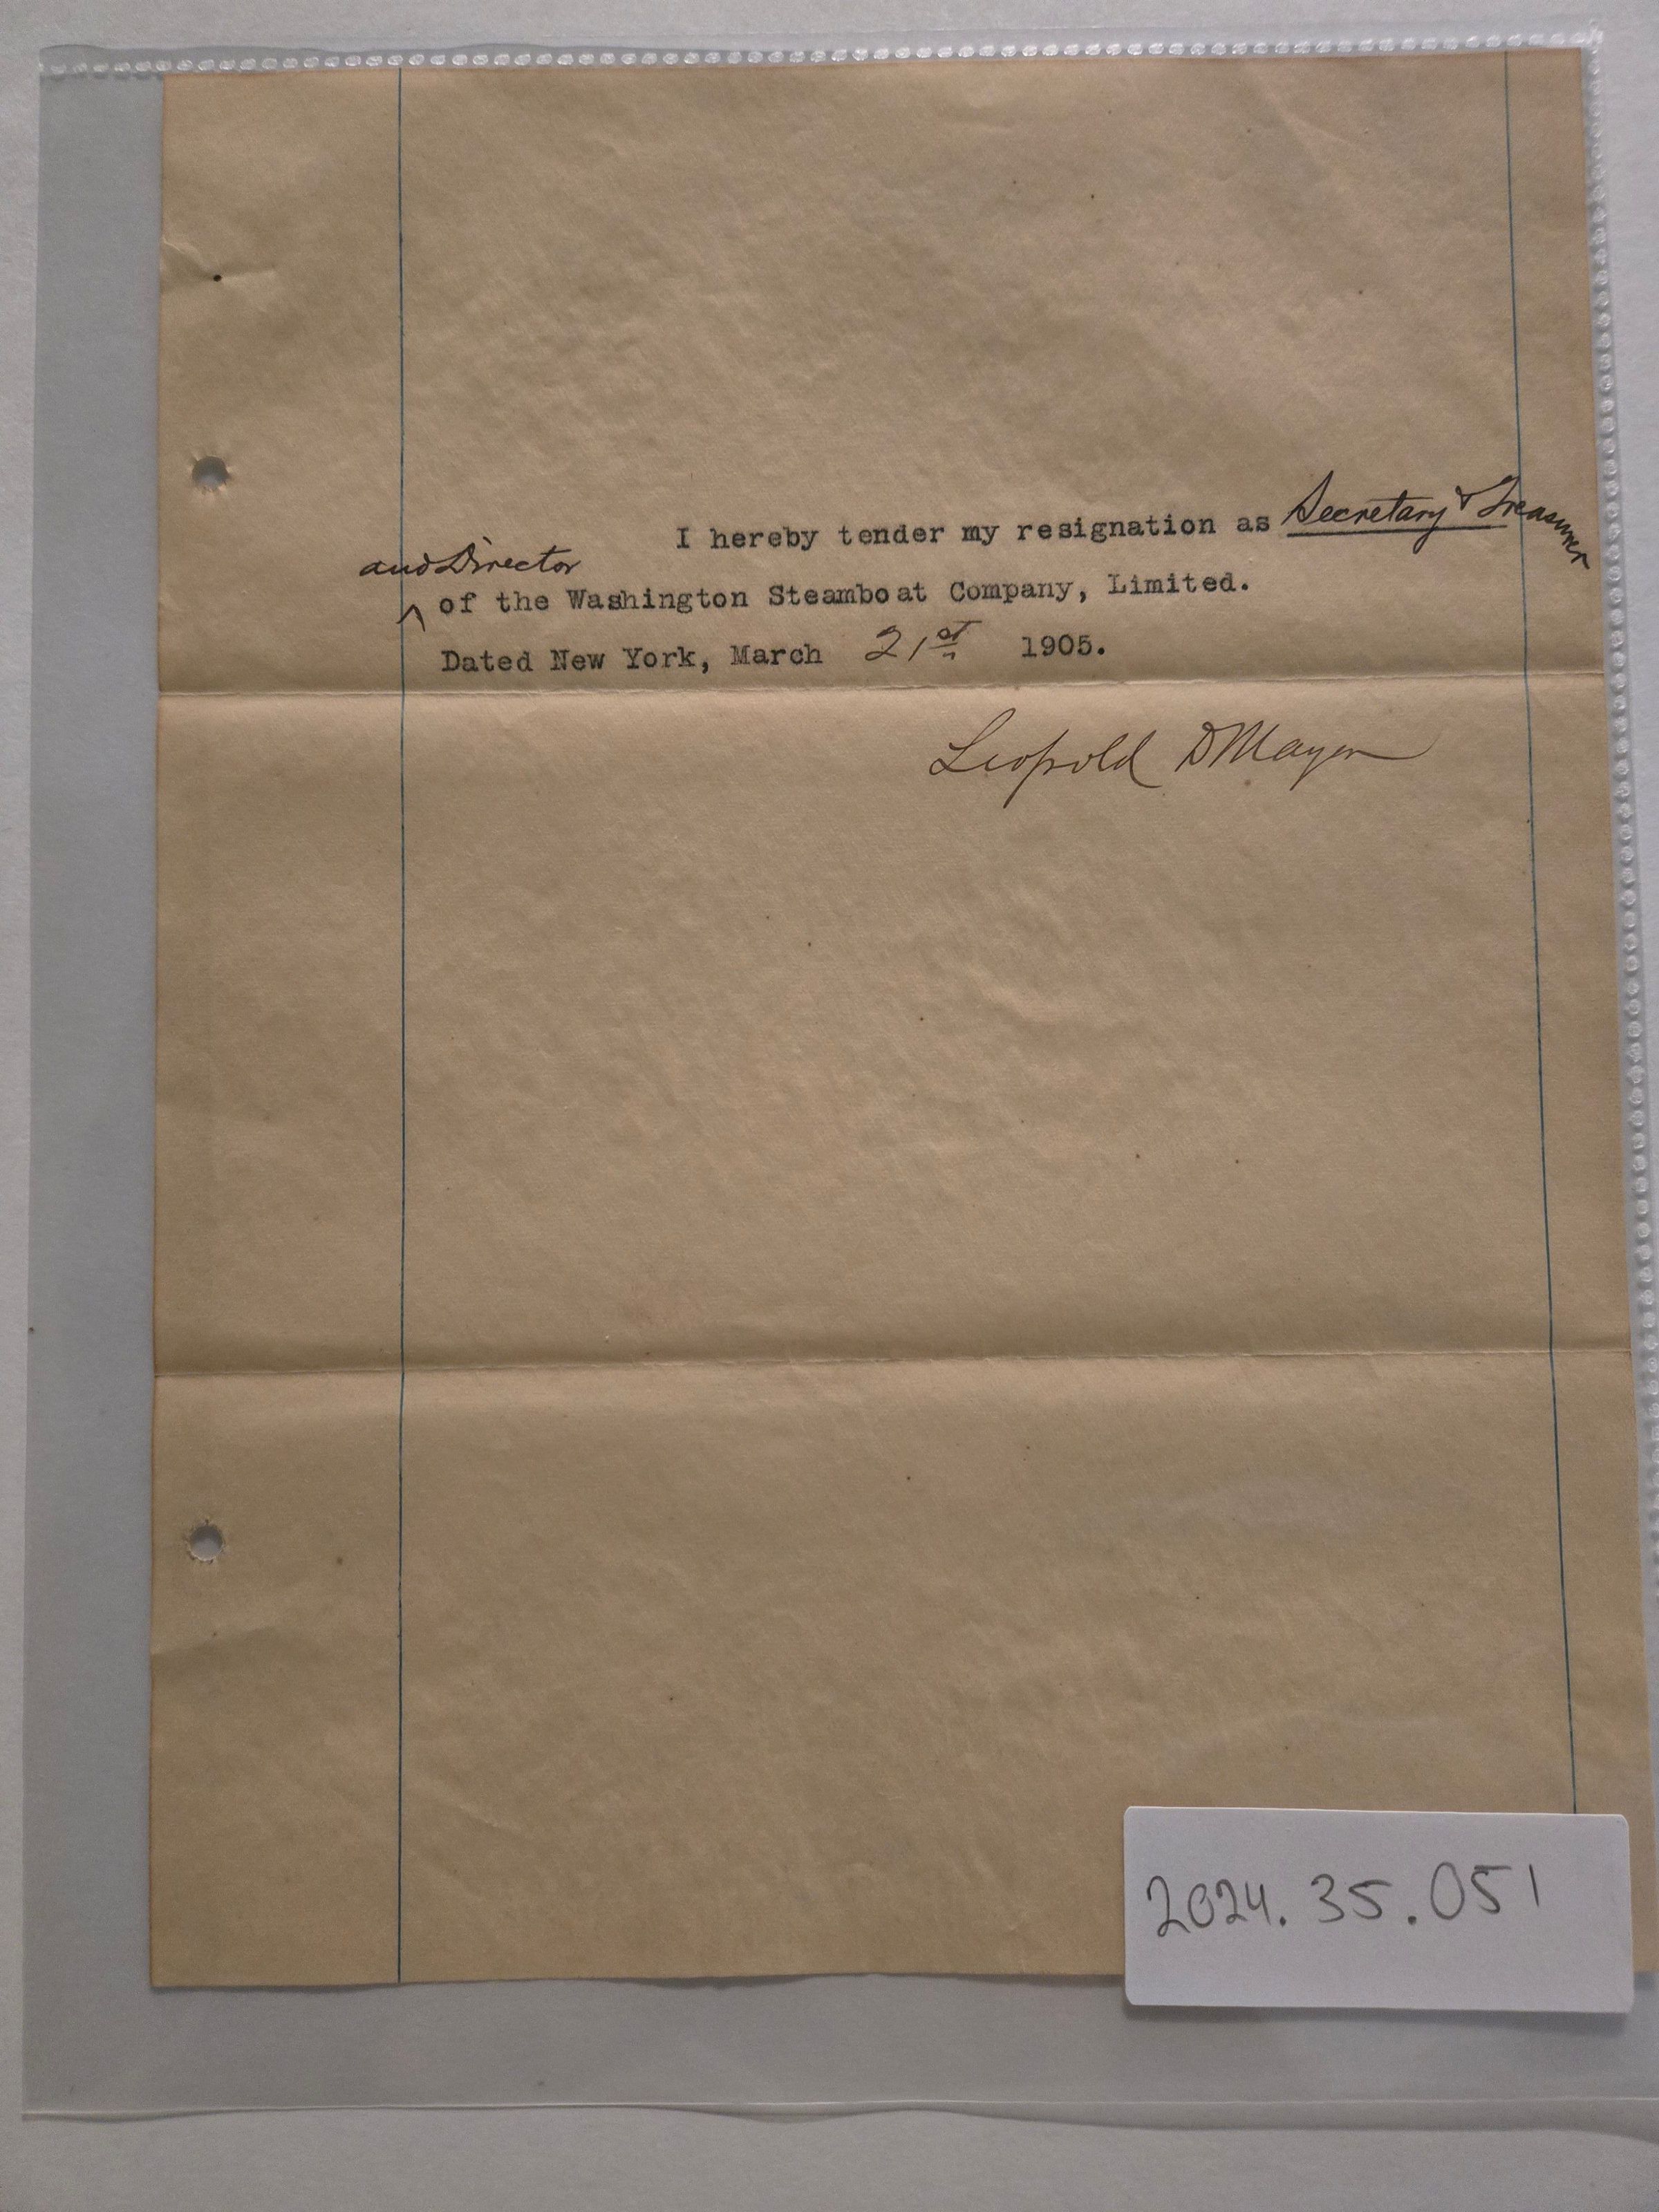 I hereby tender my resignation as Secretary & Treasurer
and Director
^ of the Washington Steamboat Company, Limited.
Dated New York, March 21st 1905.
Leopold D Mayer
2024.35.051